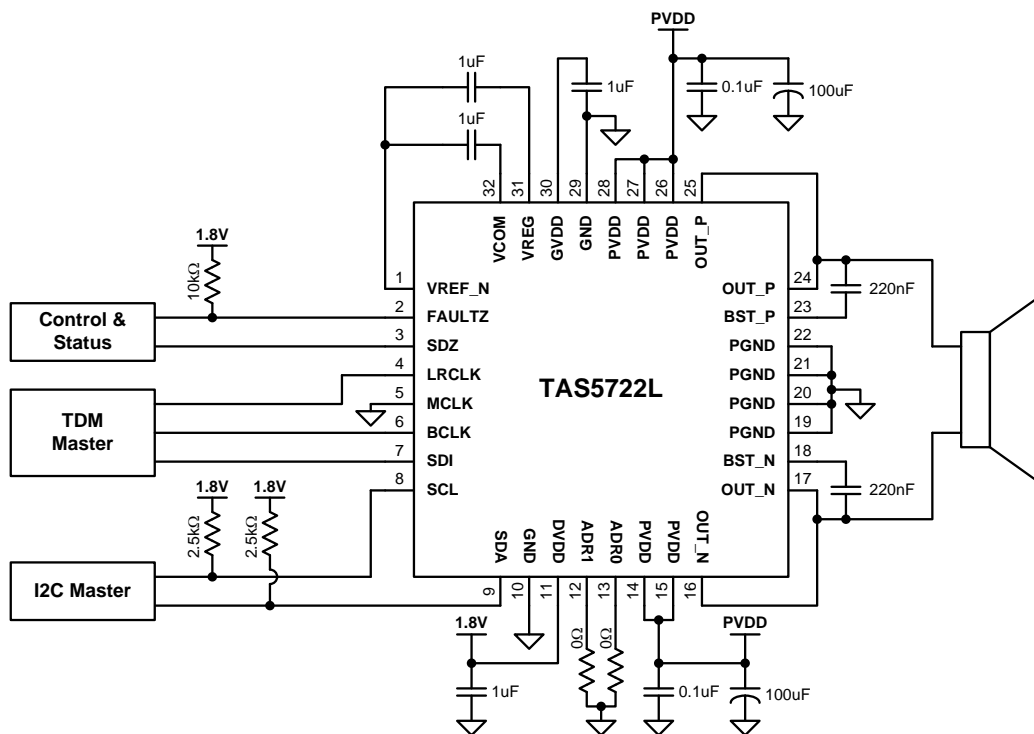 PVDD
1uF
1uF
1uF
0.1uF
100uF
32
31
30
29
28
27
26
25
VCOM
VREG
GVDD
GND
PVDD
PVDD
PVDD
OUT_P
1.8V
10kΩ
Control &
Status
TDM
Master
1.8V
1.8V
2.5kΩ
2.5kΩ
I2C Master
1
VREF_N
2
FAULTZ
3
SDZ
4
LRCLK
5
MCLK
6
BCLK
7
SDI
8
SCL
TAS5722L
OUT_P
24
BST_P
23
PGND
22
PGND
21
PGND
20
PGND
19
BST_N
18
OUT_N
17
220nF
220nF
SDA
GND
DVDD
ADR1
ADR0
PVDD
PVDD
OUT_N
9
10
11
12
13
14
15
16
1.8V
0Ω
0Ω
PVDD
1uF
0.1uF
100uF